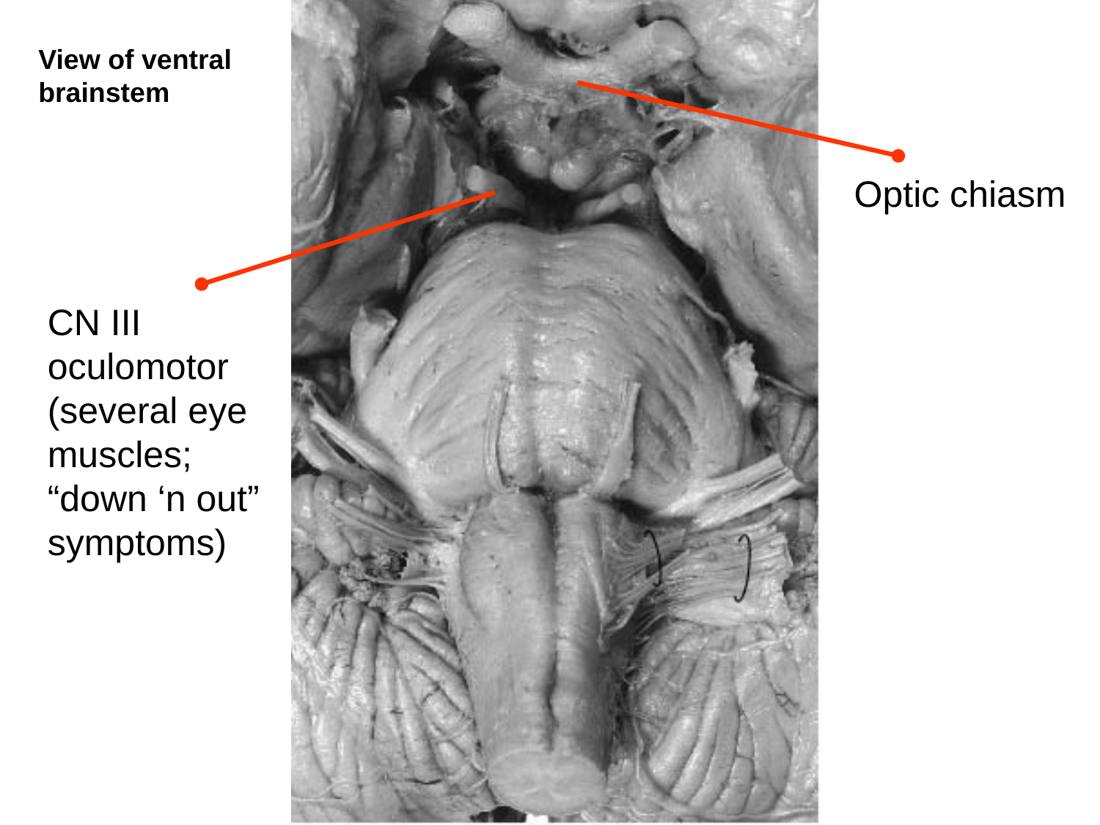 View of ventral
brainstem
Optic chiasm
CN III
oculomotor
(several eye
muscles;
“down ‘n out”
symptoms)